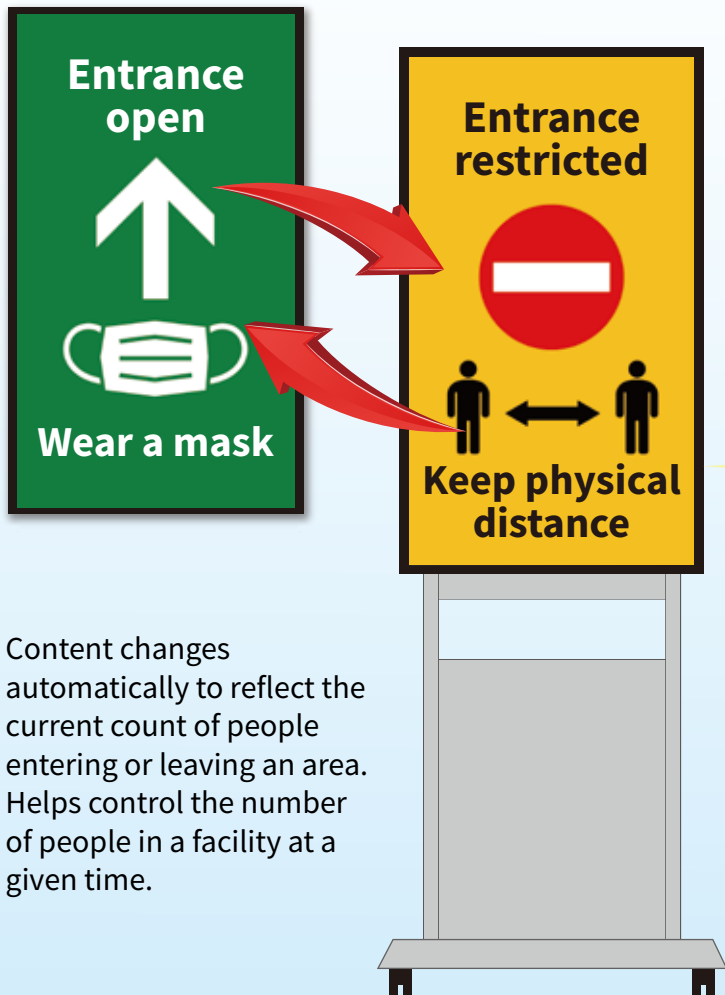 Entrance
open
Wear a mask
Entrance
restricted
Keep physical
distance
Content changes
automatically to reflect the
current count of people
entering or leaving an area.
Helps control the number
of people in a facility at a
given time.